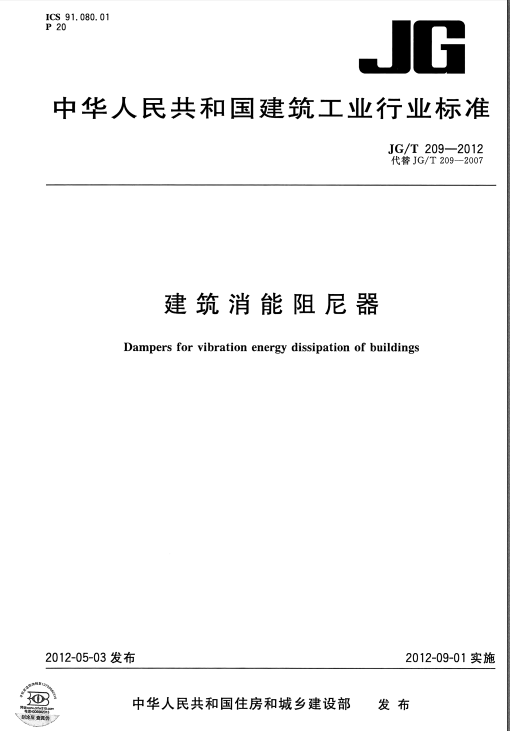 ICS 91.080.01
P 20
JG
中华人民共和国建筑工业行业标准
JG/T 209—2012
代替JG/T 209—2007
建筑消能阻尼器
Dampers for vibration energy dissipation of buildings
2012-05-03 发布
2012-09-01 实施
中华人民共和国住房和城乡建设部 发布